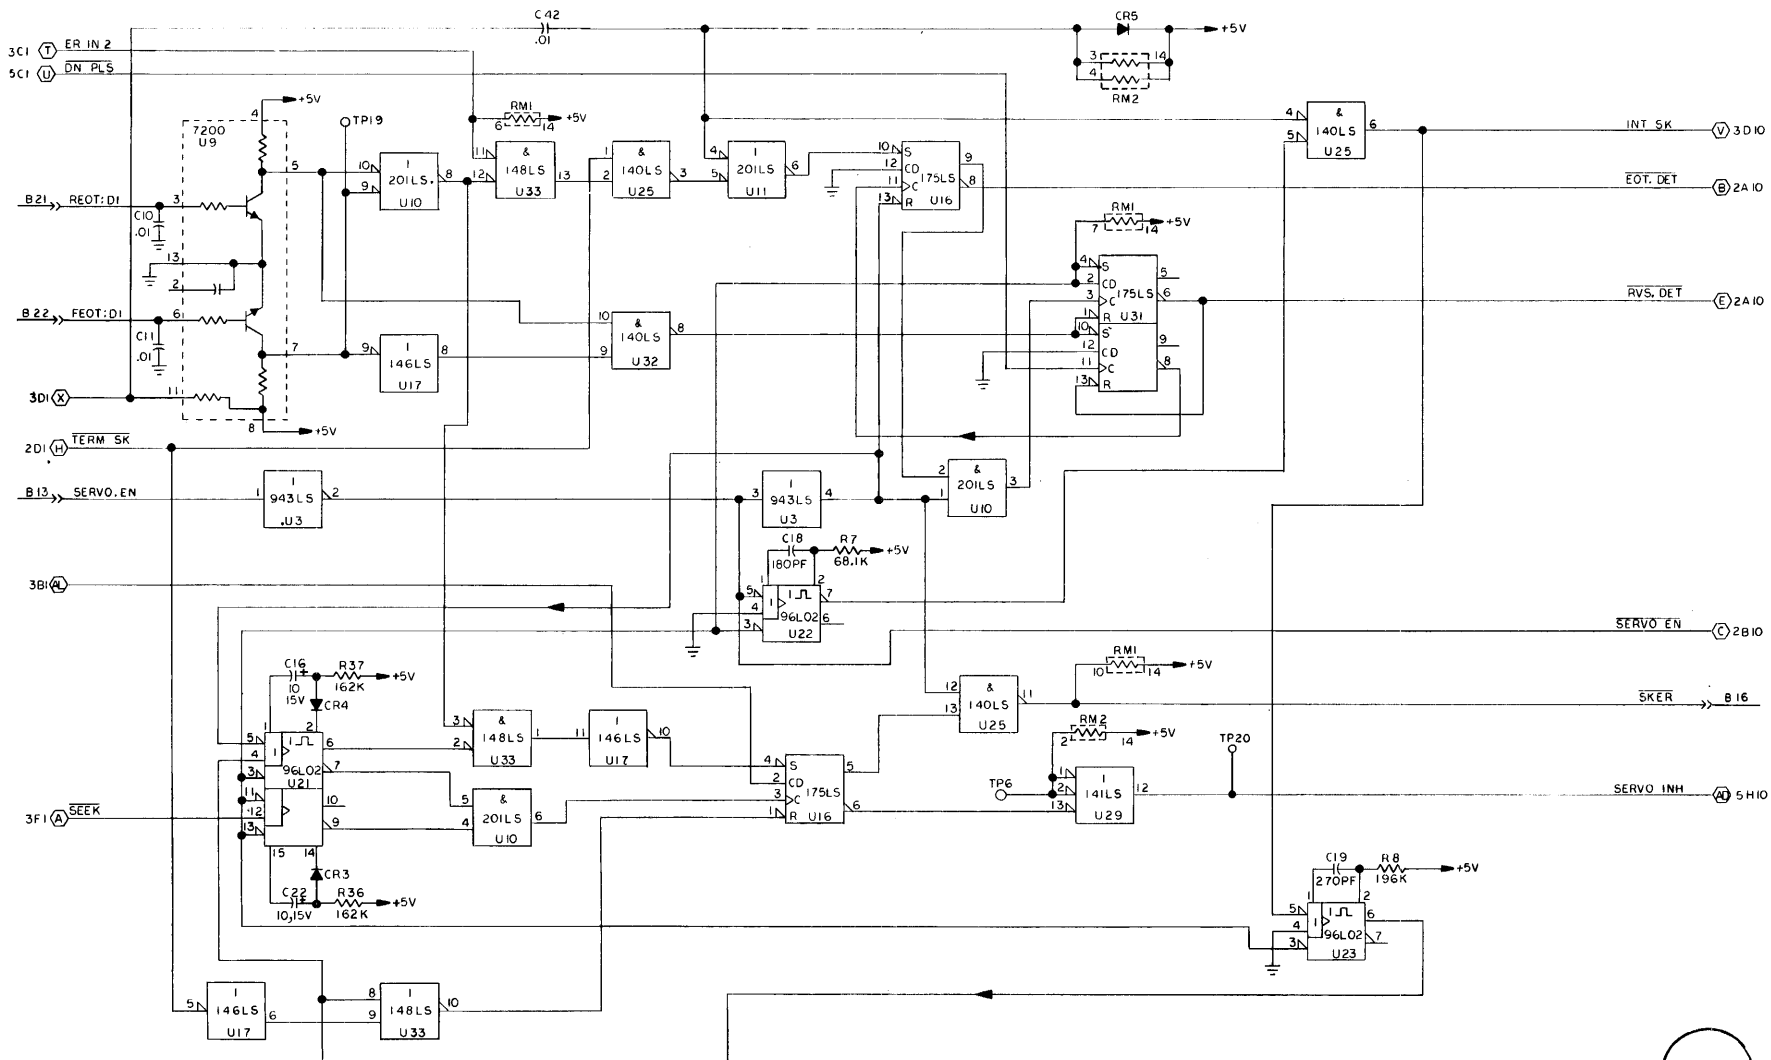 C42
.01
CR5
+5V
3C1 T ER IN 2
5C1 U DN PLS
3 14
4
RM2
+5V
4
7200
U9
TP19
RM1
6 14 +5V
4 & 6
5 140LS
U25
INT SK V 3D10
5
10 1 8
9 201LS.
U10
11 &
12 148LS 13
U33
1 &
2 140LS 3
U25
4 1 6
5 201LS
U11
10 S 9
12 CD
11 C 175LS 8
13 R U16
EOT. DET B 2A10
B21 REOT:D1 3
C10
.01
13
2
RM1
7 14 +5V
4 S 5
2 CD
3 C 175LS 6
1 R U31
10 S
12 CD 9
11 C 8
13 R
RVS. DET E 2A10
B22 FEOT:D1 6
C11
.01
7
10 &
140LS 8
9 U32
9 1 8
146LS
U17
3D1 X
11
8 +5V
2D1 H TERM SK
B13 SERVO.EN
1 1 2
943LS
.U3
3 1 4
943LS
U3
2 &
201LS 3
1 U10
C18
180PF
R7
68.1K
+5V
1 2
5 1 7
4 1
96L02 6
3 U22
3B1 AL
SERVO EN C 2B10
C16 +
10
15V
R37
162K
+5V
CR4
RM1
10 14 +5V
12 & 11
13 140LS
U25
SKER B16
1 2
5 1 6
4 1
96L02 7
3 U21
11 10
12
13 9
15 14
3 &
2 148LS 1
U33
11 1 10
146LS
U17
5 &
201LS 6
4 U10
4 S 5
2 CD
3 C 175LS
1 R U16 6
RM2
2 14 +5V
TP6
1 1
2 141LS 12
13 U29
TP20
SERVO INH AD 5H10
3F1 A SEEK
CR3
C22 +
10,15V
R36
162K
+5V
C19
270PF
R8
196K
+5V
1 2
5 1 6
4 1
96L02 7
3 U23
5 1
146LS 6
U17
8 1 10
9 148LS
U33